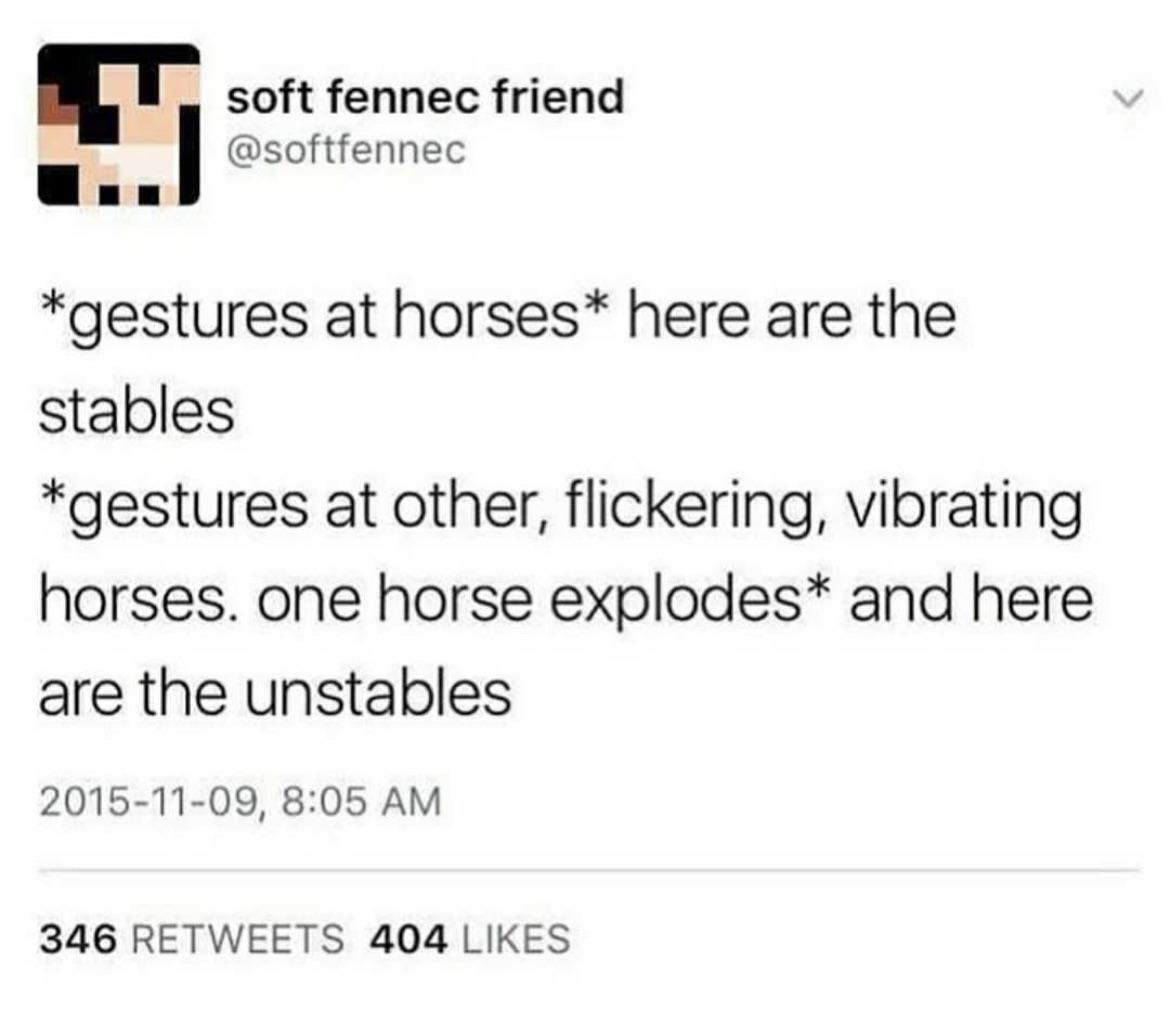 soft fennec friend
@softfennec
*gestures at horses* here are the
stables
*gestures at other, flickering, vibrating
horses. one horse explodes* and here
are the unstables
2015-11-09, 8:05 AM
346 RETWEETS 404 LIKES